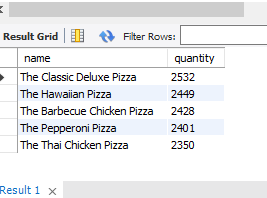 Result Grid Filter Rows:
name quantity
The Classic Deluxe Pizza 2532
The Hawaiian Pizza 2449
The Barbecue Chicken Pizza 2428
The Pepperoni Pizza 2401
The Thai Chicken Pizza 2350
Result 1 ×